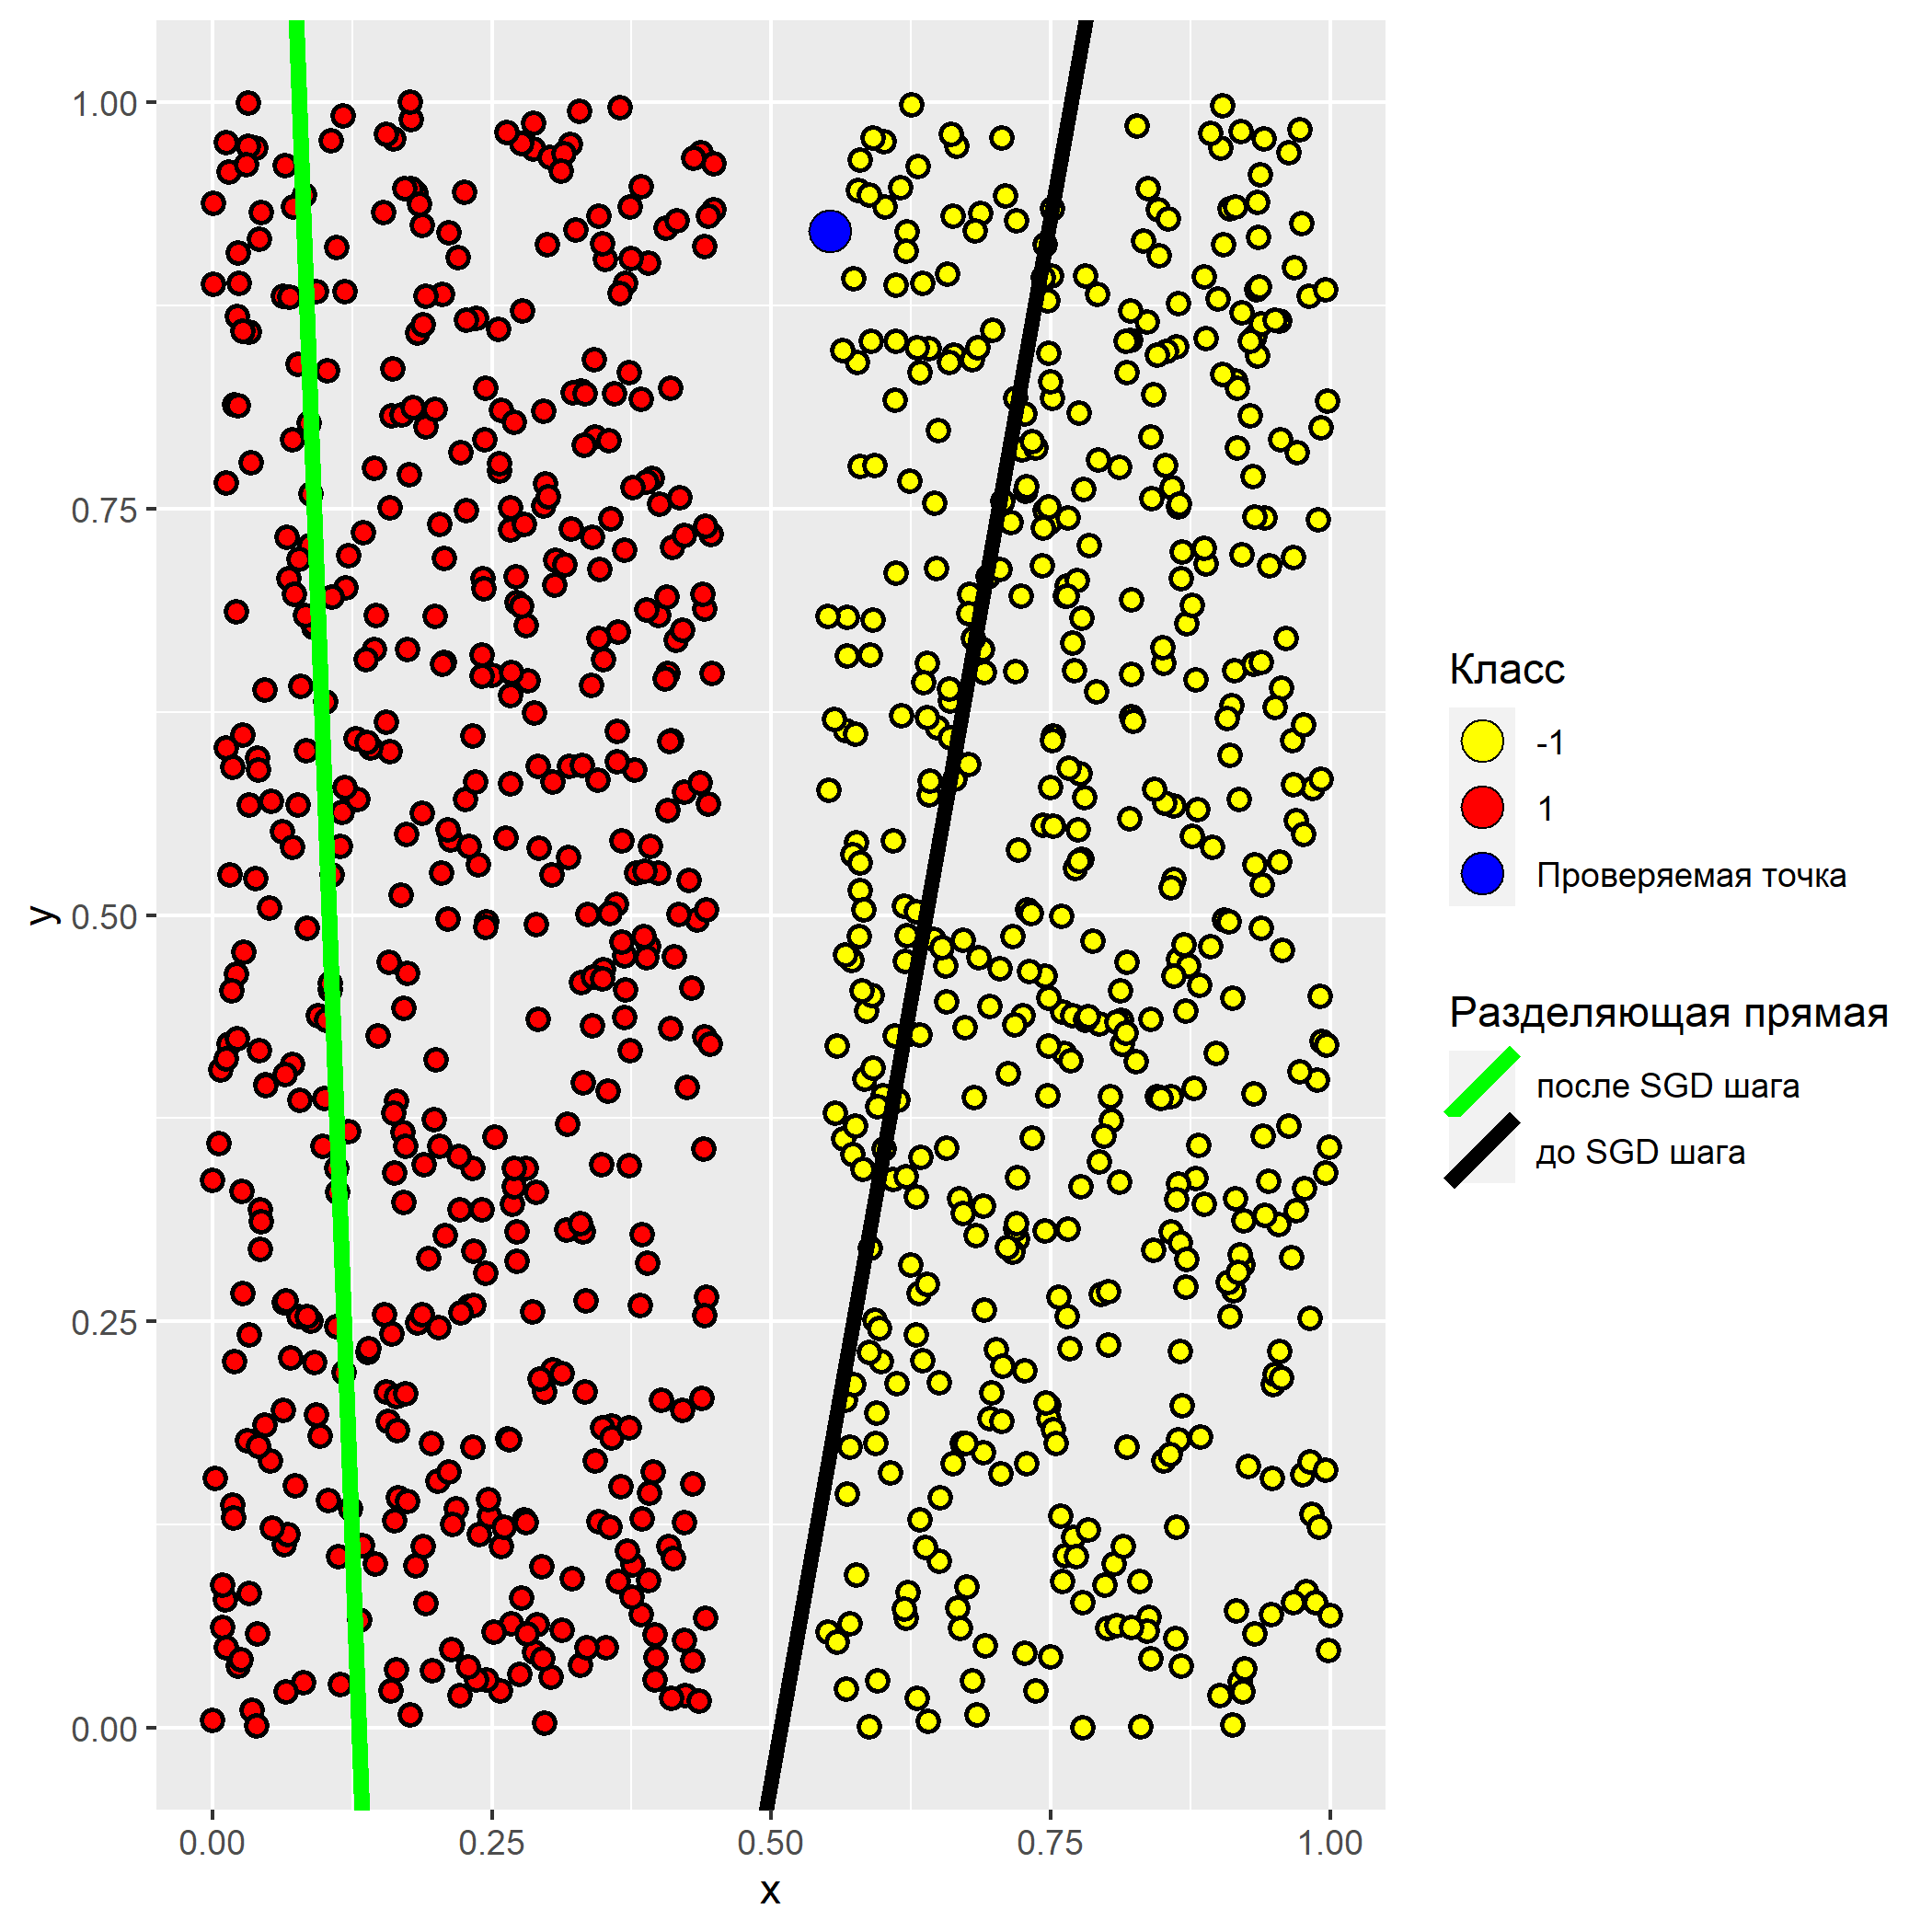 1.00
0.75
0.50
0.25
0.00
y
0.00 0.25 0.50 0.75 1.00
x
Класс
-1
1
Проверяемая точка
Разделяющая прямая
после SGD шага
до SGD шага